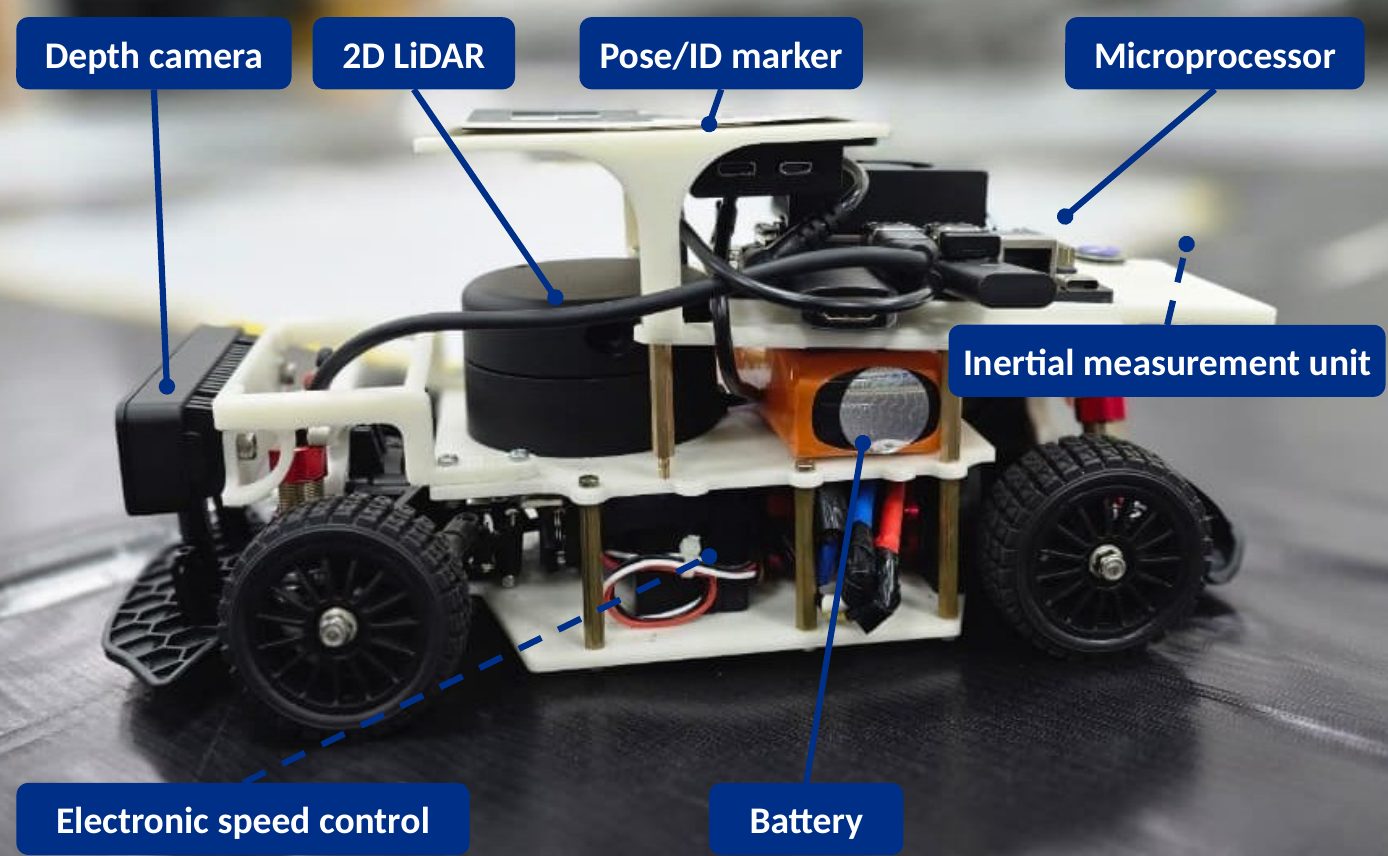 Depth camera
2D LiDAR
Pose/ID marker
Microprocessor
Inertial measurement unit
Electronic speed control
Battery